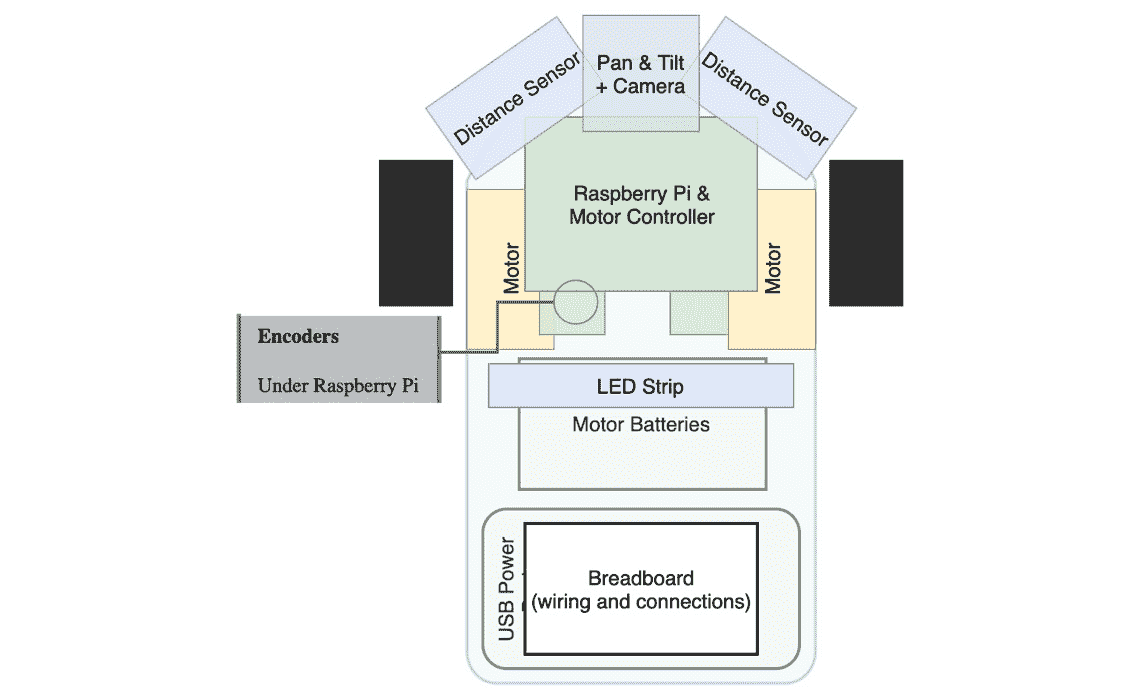 Distance Sensor
Pan & Tilt
+ Camera
Distance Sensor
Raspberry Pi &
Motor Controller
Motor
Motor
Encoders
Under Raspberry Pi
LED Strip
Motor Batteries
USB Power
Breadboard
(wiring and connections)